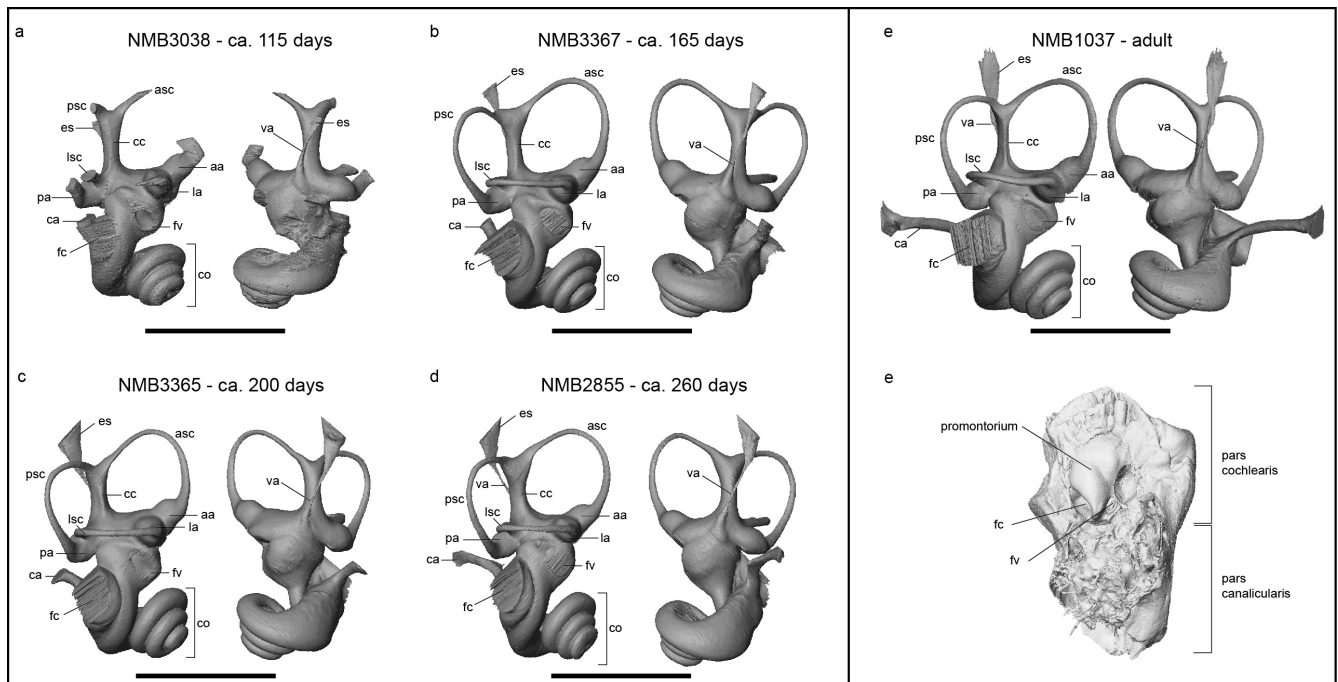 a
NMB3038 - ca. 115 days
asc
psc
es
cc
lsc
aa
pa
la
ca
fv
fc
co
es
va
b
NMB3367 - ca. 165 days
es
asc
psc
cc
aa
lsc
la
pa
ca
fv
fc
co
va
c
NMB3365 - ca. 200 days
es
asc
psc
cc
aa
lsc
la
pa
ca
fv
fc
co
va
d
NMB2855 - ca. 260 days
es
asc
psc
va
cc
aa
lsc
la
pa
ca
fv
fc
co
va
e
NMB1037 - adult
es
asc
psc
va
cc
lsc
aa
pa
la
fv
ca
fc
co
va
e
promontorium
pars
cochlearis
fc
fv
pars
canalicularis